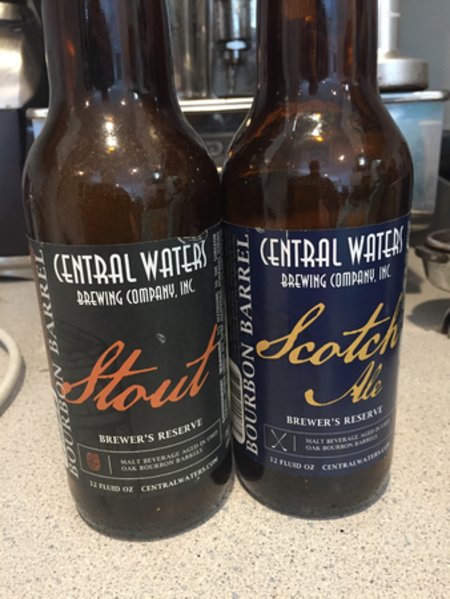 BOURBON BARREL
CENTRAL WATERS
BREWING COMPANY, INC.
Stout
BREWER'S RESERVE
MALT BEVERAGE AGED IN USED
OAK BOURBON BARRELS
12 FLUID OZ CENTRALWATERS.COM
BOURBON BARREL
CENTRAL WATERS
BREWING COMPANY, INC.
Scotch
Ale
BREWER'S RESERVE
MALT BEVERAGE AGED IN USED
OAK BOURBON BARRELS
12 FLUID OZ CENTRALWATERS.COM